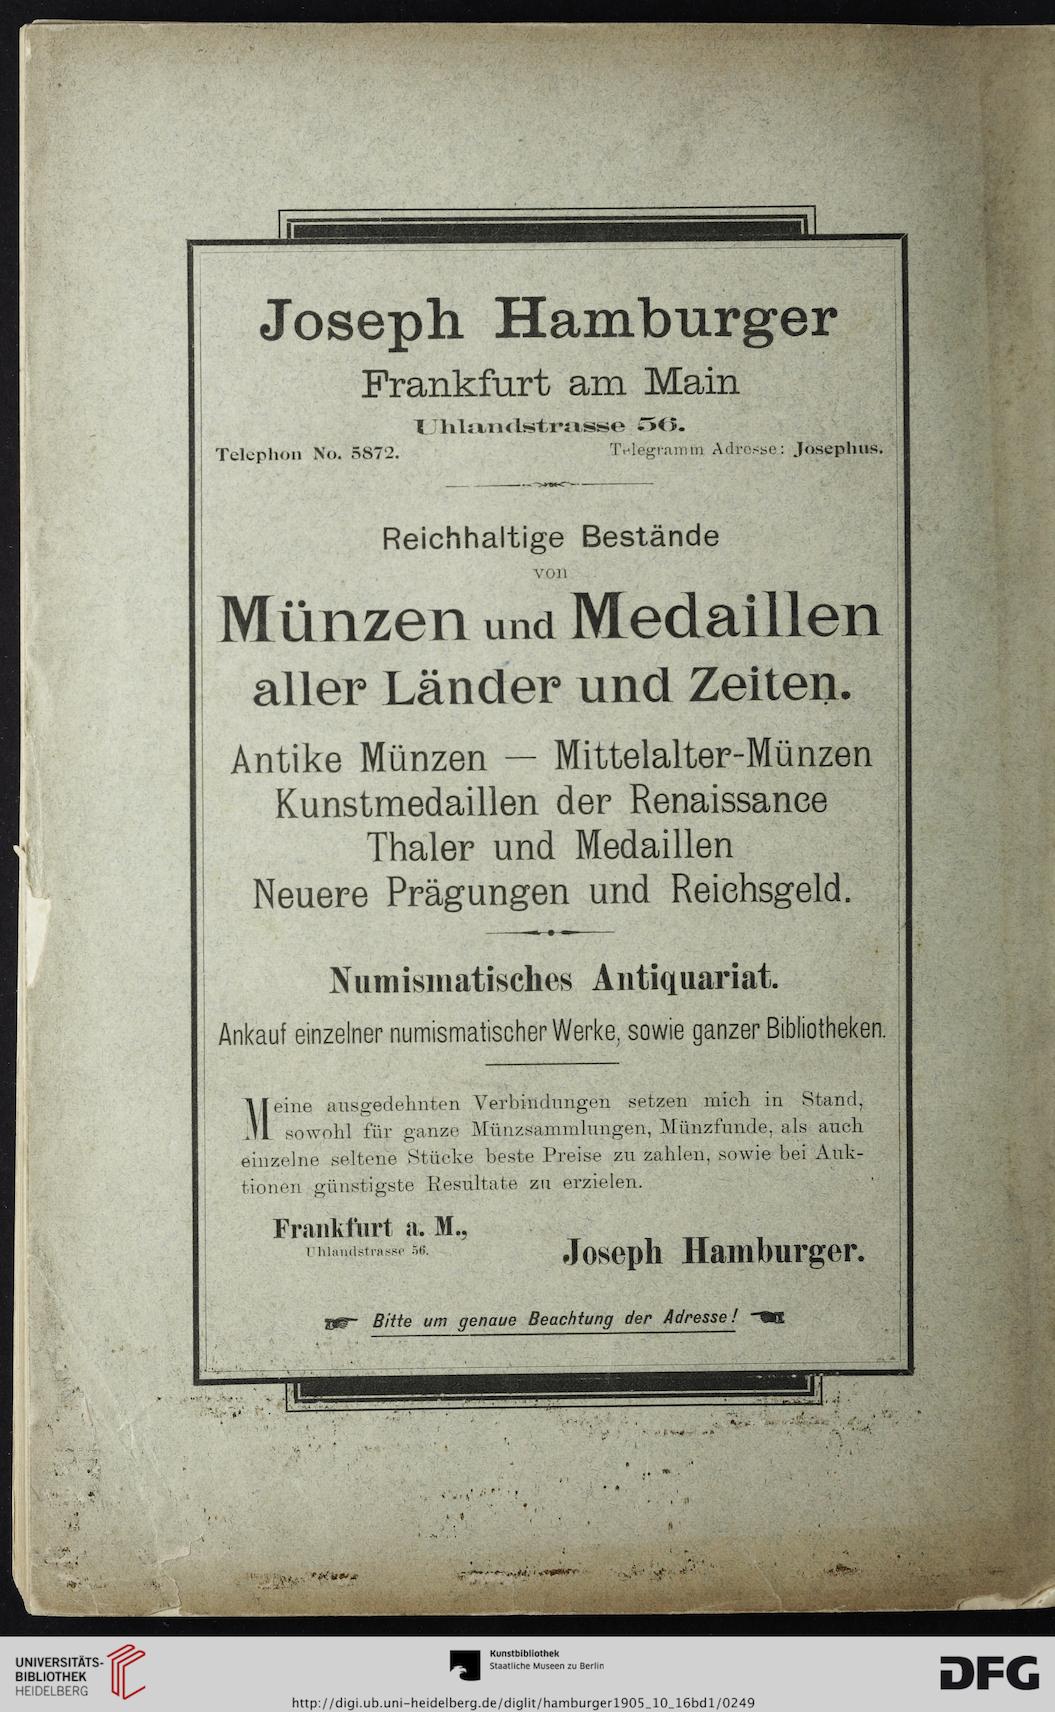 Joseph Hamburger
Frankfurt am Main
Uhlandstrasse 56.
Telephon No. 5872. Telegramm Adresse: Josephus.
Reichhaltige Bestände
von
Münzen und Medaillen
aller Länder und Zeiten.
Antike Münzen — Mittelalter-Münzen
Kunstmedaillen der Renaissance
Thaler und Medaillen
Neuere Prägungen und Reichsgeld.
Numismatisches Antiquariat.
Ankauf einzelner numismatischer Werke, sowie ganzer Bibliotheken.
Meine ausgedehnten Verbindungen setzen mich in Stand,
sowohl für ganze Münzsammlungen, Münzfunde, als auch
einzelne seltene Stücke beste Preise zu zahlen, sowie bei Auk-
tionen günstigste Resultate zu erzielen.
Frankfurt a. M.,
Uhlandstrasse 56.
Joseph Hamburger.
Bitte um genaue Beachtung der Adresse!
UNIVERSITÄTS-
BIBLIOTHEK
HEIDELBERG
Kunstbibliothek
Staatliche Museen zu Berlin
DFG
http://digi.ub.uni-heidelberg.de/diglit/hamburger1905_10_16bd1/0249